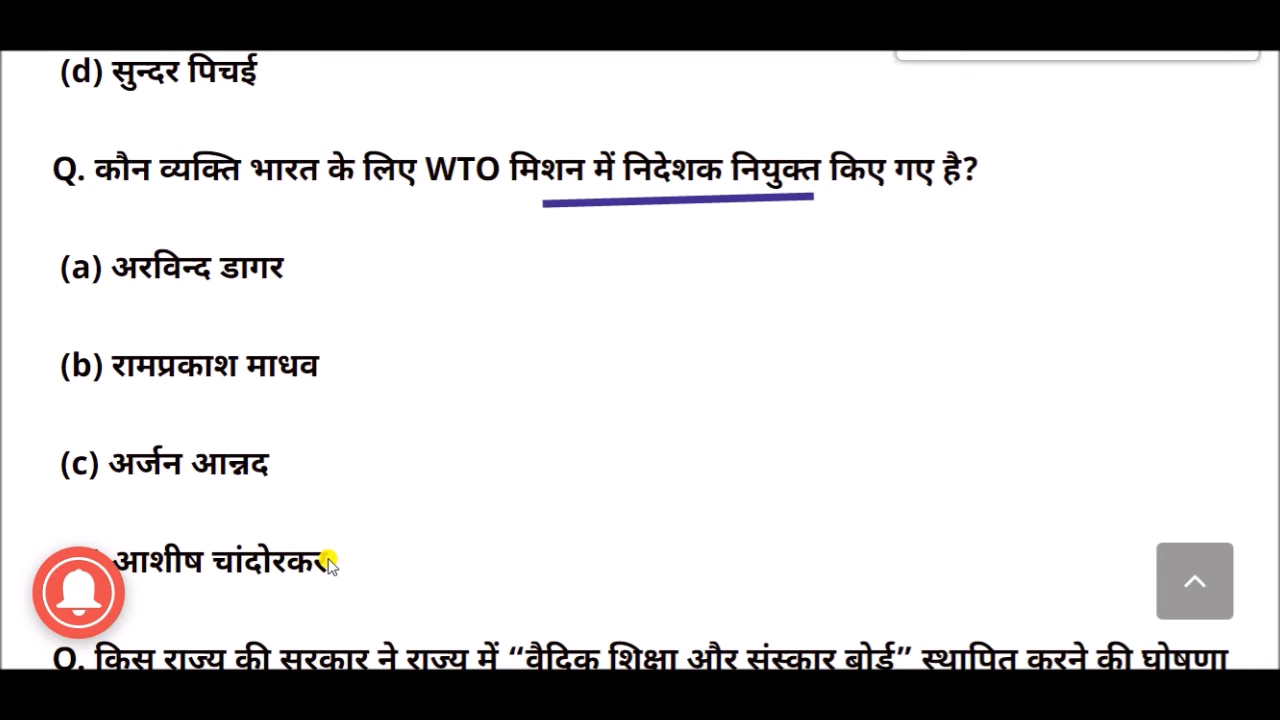 (d) सुन्दर पिचई
Q. कौन व्यक्ति भारत के लिए WTO मिशन में निदेशक नियुक्त किए गए है?
(a) अरविन्द डागर
(b) रामप्रकाश माधव
(c) अर्जन आन्नद
आशीष चांदोरकर
Q. किस राज्य की सरकार ने राज्य में “वैदिक शिक्षा और संस्कार बोर्ड” स्थापित करने की घोषणा